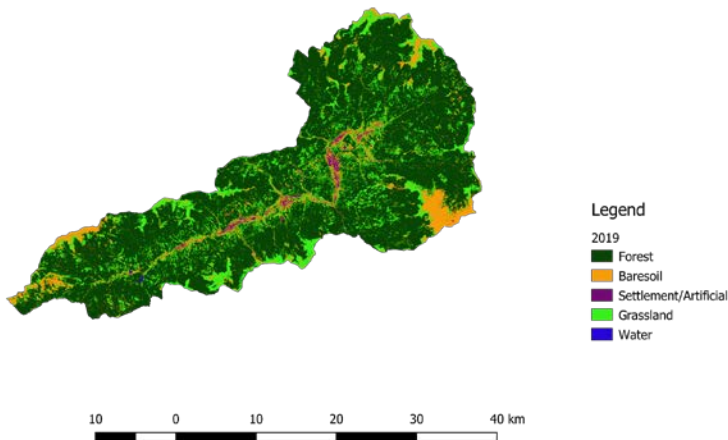 Legend
2019
Forest
Baresoil
Settlement/Artificial
Grassland
Water
10 0 10 20 30 40 km